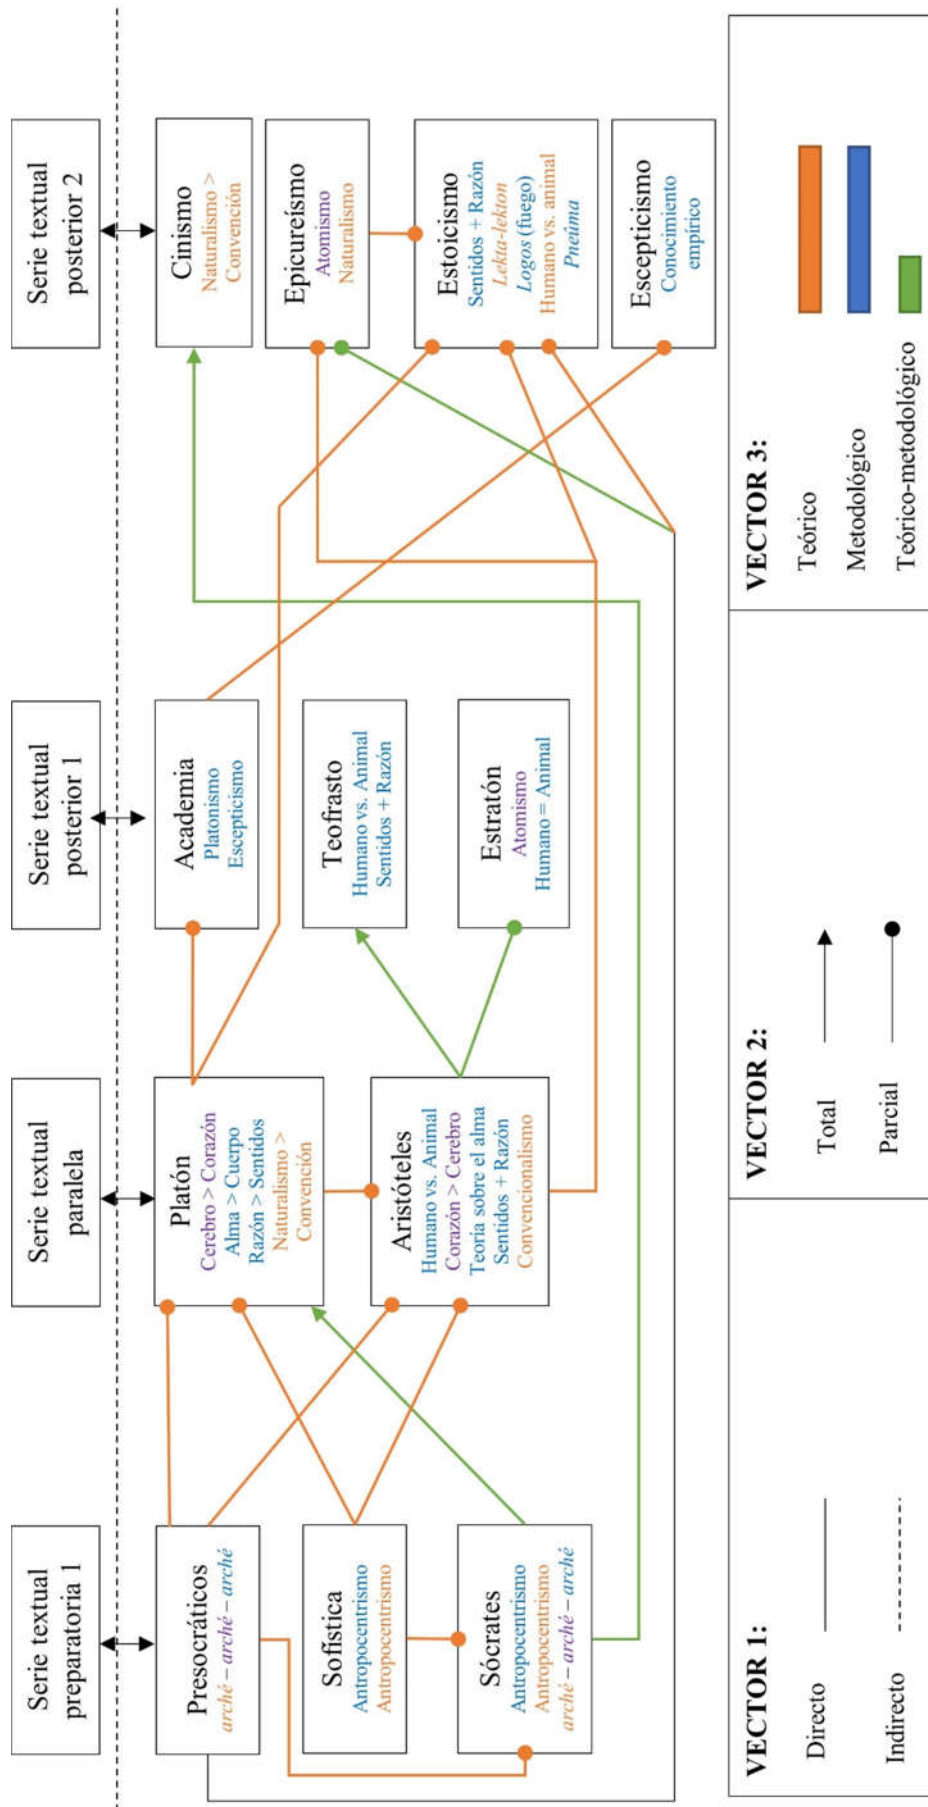 Serie textual
preparatoria 1
Serie textual
paralela
Serie textual
posterior 1
Serie textual
posterior 2
Presocráticos
arché – arché – arché
Sofística
Antropocentrismo
Antropocentrismo
Sócrates
Antropocentrismo
Antropocentrismo
arché – arché – arché
Platón
Cerebro > Corazón
Alma > Cuerpo
Razón > Sentidos
Naturalismo >
Convención
Aristóteles
Humano vs. Animal
Corazón > Cerebro
Teoría sobre el alma
Sentidos + Razón
Convencionalismo
Academia
Platonismo
Escepticismo
Teofrasto
Humano vs. Animal
Sentidos + Razón
Estratón
Atomismo
Humano = Animal
Cinismo
Naturalismo >
Convención
Epicureísmo
Atomismo
Naturalismo
Estoicismo
Sentidos + Razón
Lekta-lekton
Logos (fuego)
Humano vs. animal
Pneúma
Escepticismo
Conocimiento
empírico
VECTOR 1:
Directo
Indirecto
VECTOR 2:
Total
Parcial
VECTOR 3:
Teórico
Metodológico
Teórico-metodológico